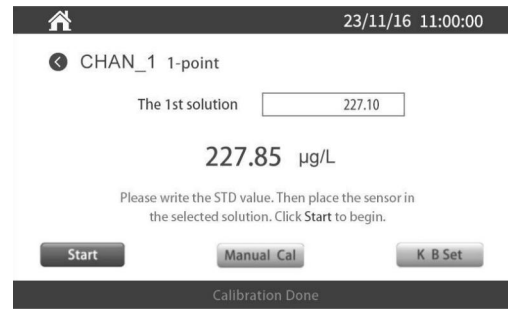 23/11/16 11:00:00
CHAN_1 1-point
The 1st solution 227.10
227.85 µg/L
Please write the STD value. Then place the sensor in
the selected solution. Click Start to begin.
Start Manual Cal K B Set
Calibration Done